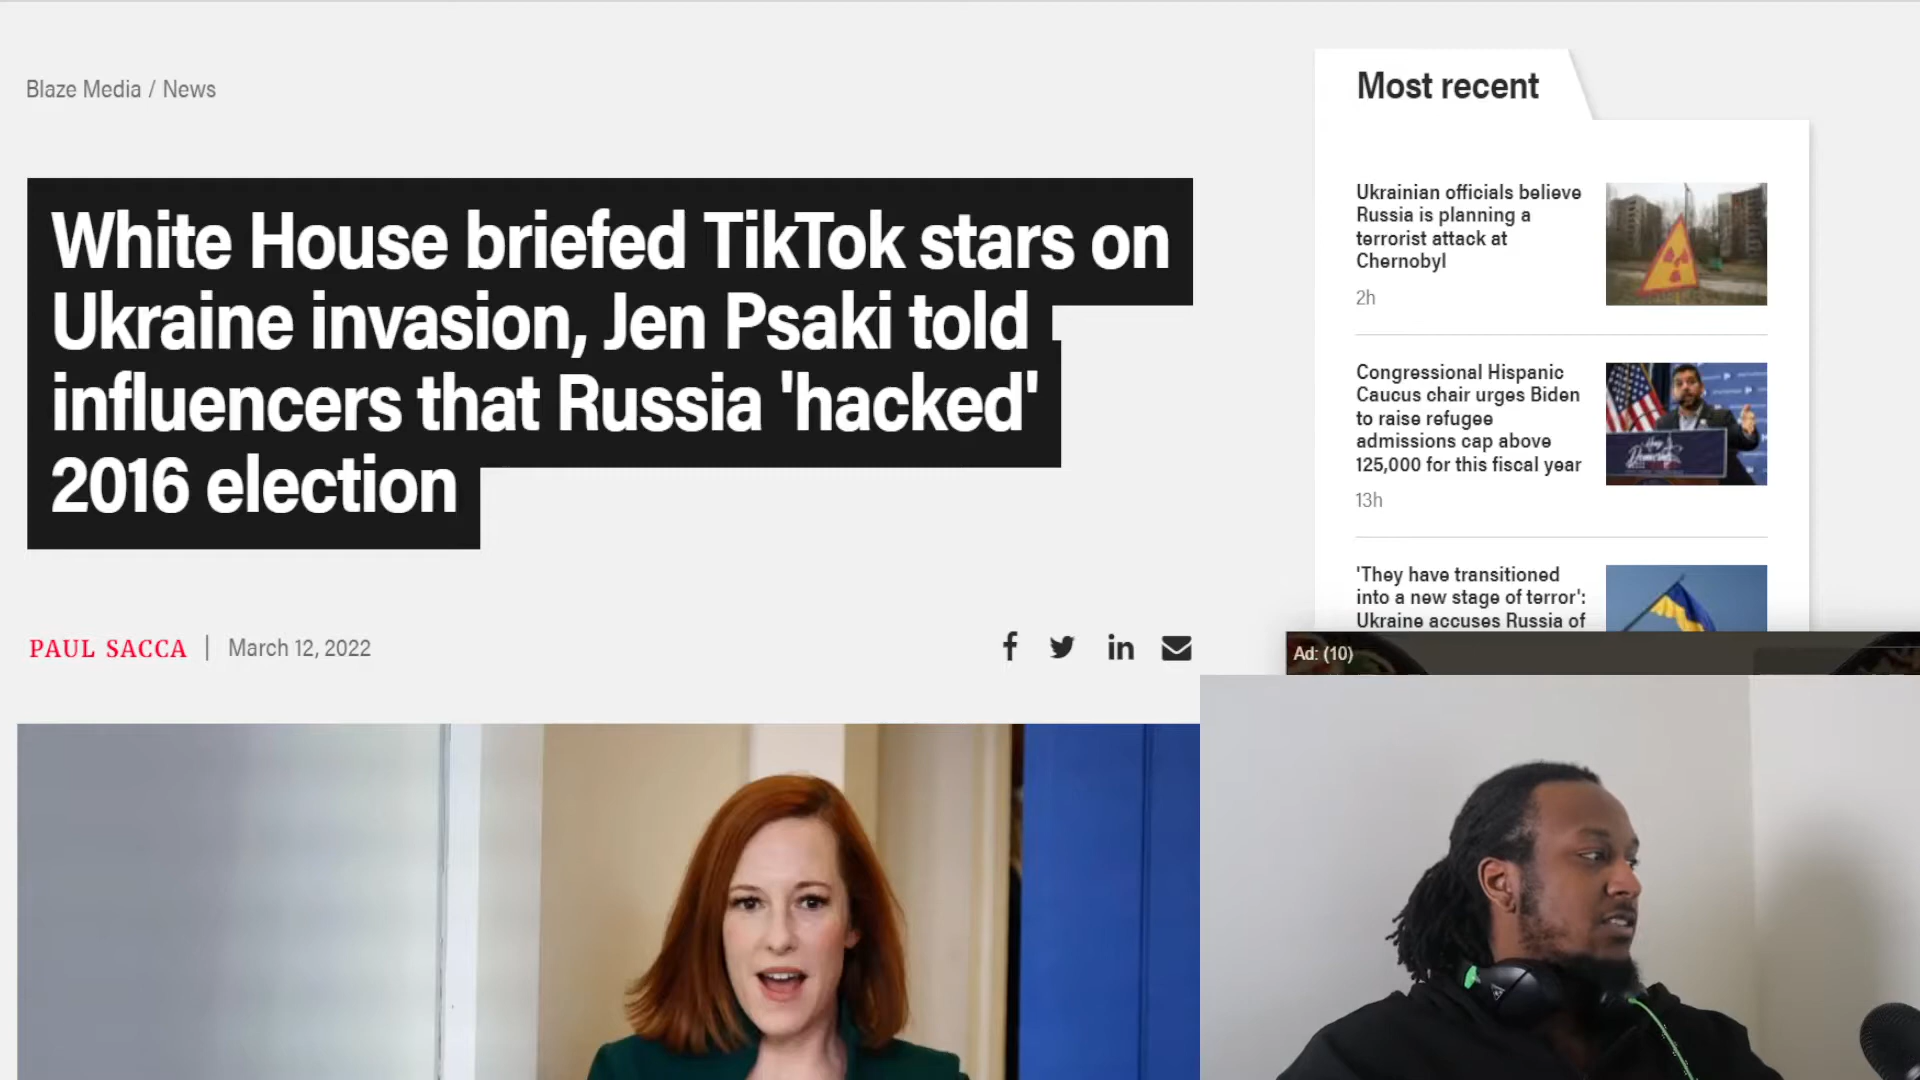 Blaze Media / News
White House briefed TikTok stars on
Ukraine invasion, Jen Psaki told
influencers that Russia 'hacked'
2016 election
PAUL SACCA | March 12, 2022
Most recent
Ukrainian officials believe
Russia is planning a
terrorist attack at
Chernobyl
2h
Congressional Hispanic
Caucus chair urges Biden
to raise refugee
admissions cap above
125,000 for this fiscal year
13h
'They have transitioned
into a new stage of terror':
Ukraine accuses Russia of
Ad: (10)